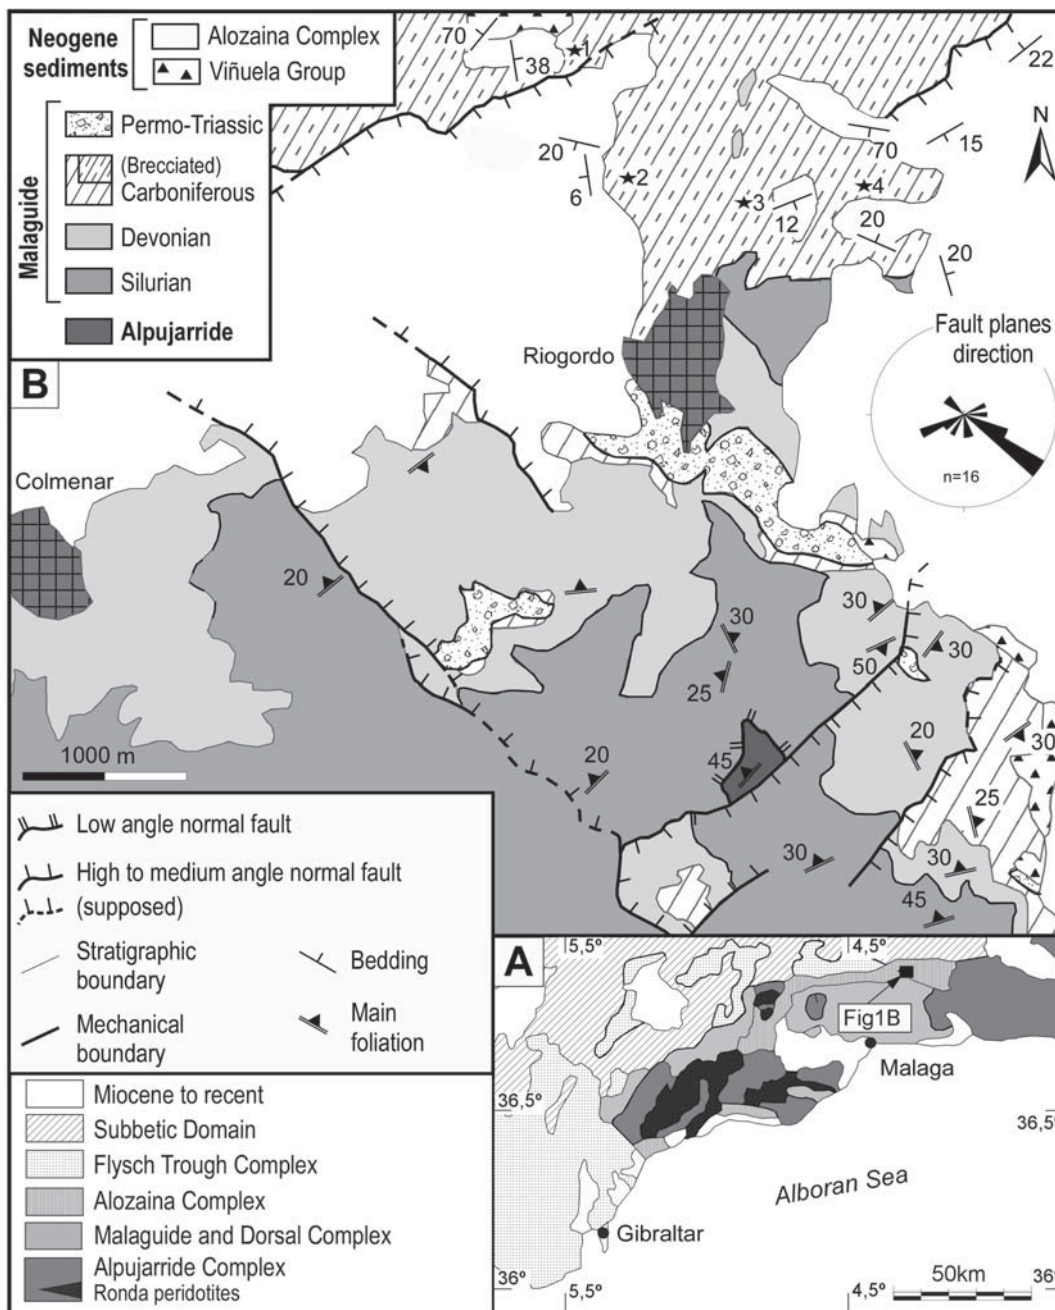 Neogene sediments
Alozaina Complex
Viñuela Group
Malaguide
Permo-Triassic
(Brecciated)
Carboniferous
Devonian
Silurian
Alpujarride
B
70
38
1
22
N
20
6
2
3
12
70
15
4
20
20
Riogordo
Fault planes
direction
n=16
Colmenar
20
30
25
30
50
30
20
30
1000 m
20
45
25
30
30
45
Low angle normal fault
High to medium angle normal fault
(supposed)
Stratigraphic
boundary
Bedding
Mechanical
boundary
Main
foliation
A
5,5º
4,5º
Fig1B
Malaga
36,5º
36,5º
Alboran Sea
Gibraltar
50km
36º
5,5º
4,5º
36º
Miocene to recent
Subbetic Domain
Flysch Trough Complex
Alozaina Complex
Malaguide and Dorsal Complex
Alpujarride Complex
Ronda peridotites